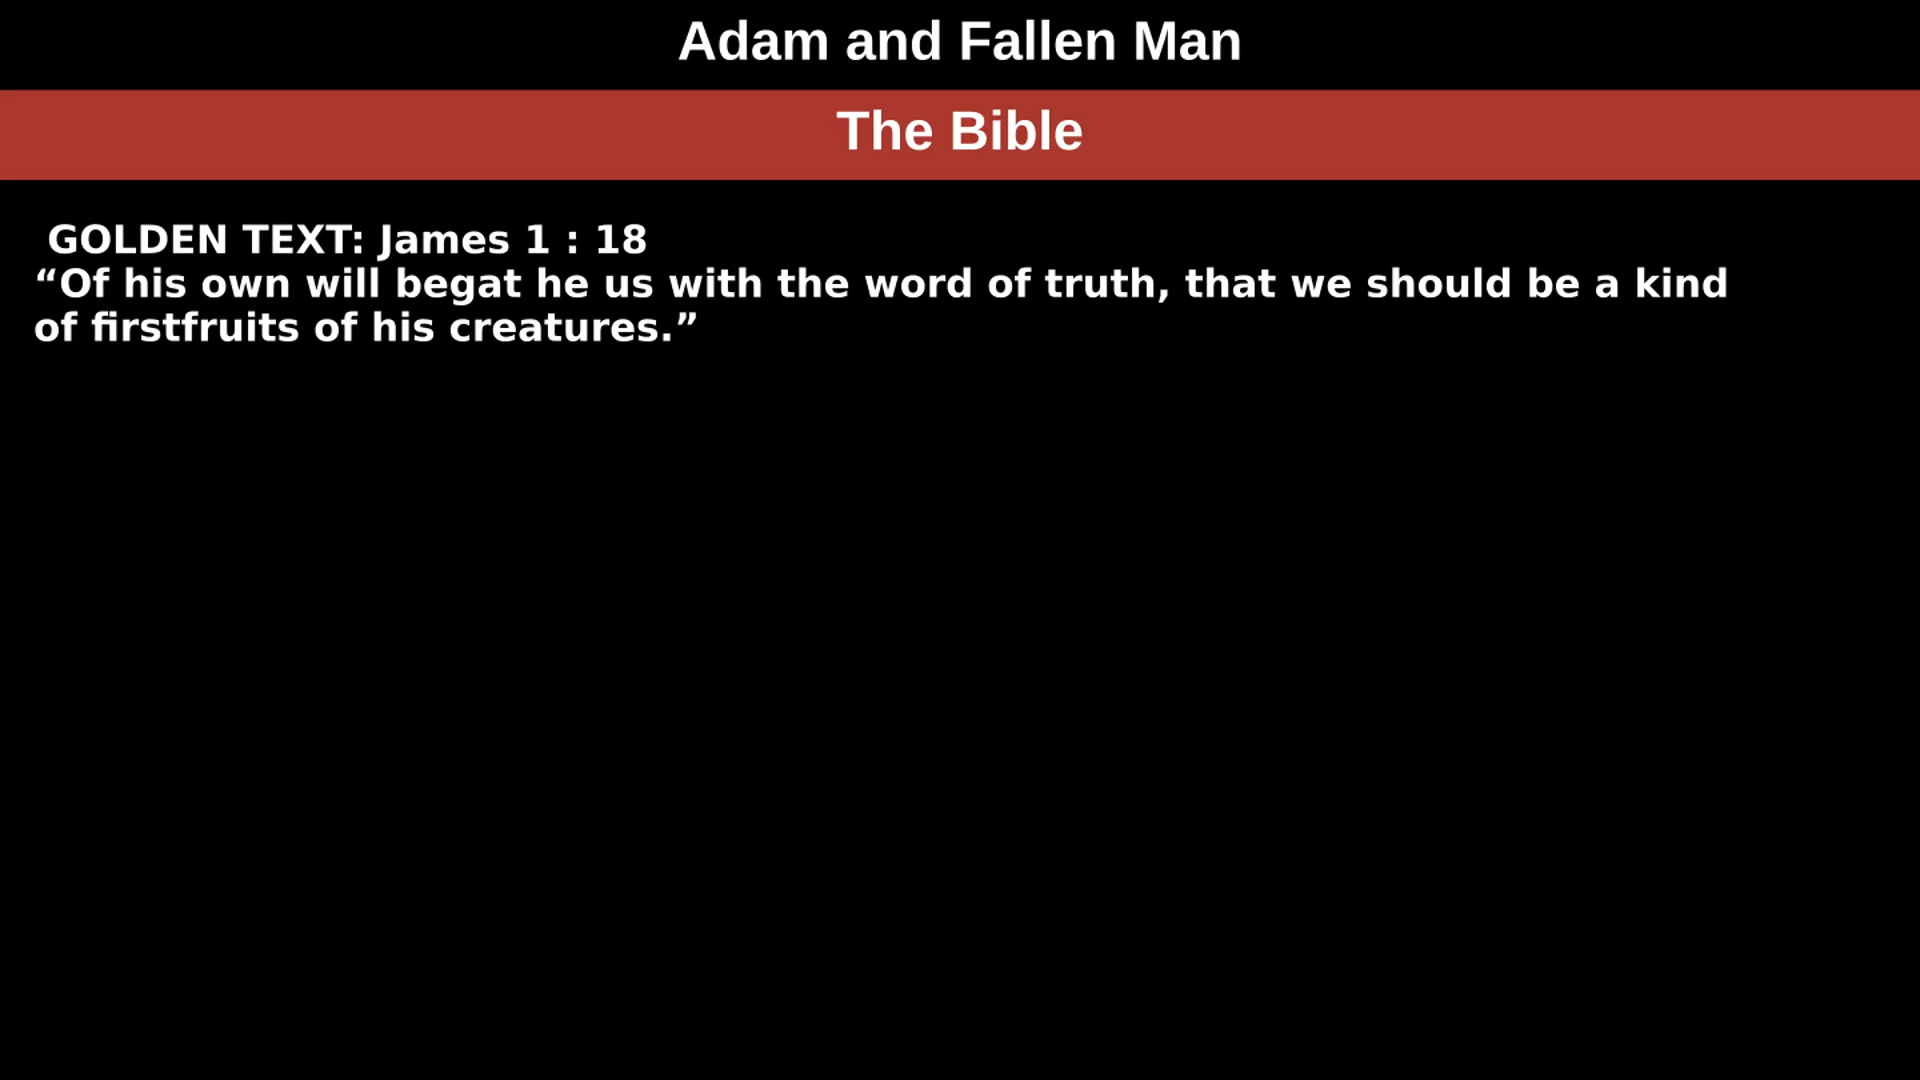 Adam and Fallen Man
The Bible
GOLDEN TEXT: James 1 : 18
“Of his own will begat he us with the word of truth, that we should be a kind
of firstfruits of his creatures.”